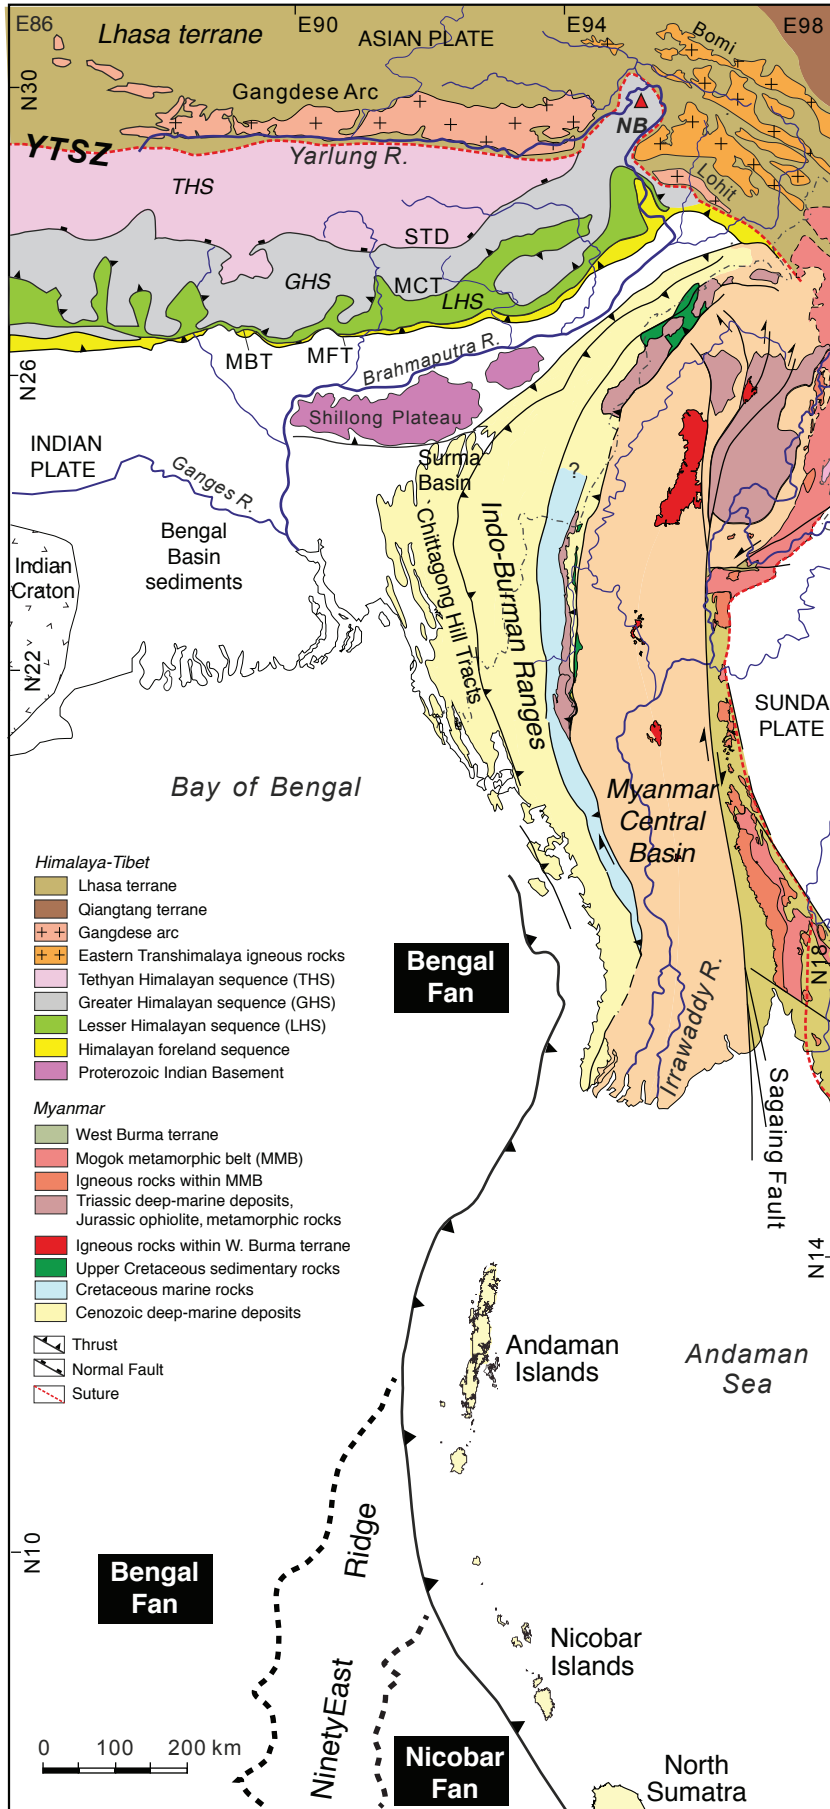 E86
E90
E94
E98
Lhasa terrane
ASIAN PLATE
Bomi
N30
Gangdese Arc
NB
YTSZ
Yarlung R.
Lohit
THS
STD
GHS
MCT
LHS
MBT
MFT
Brahmaputra R.
N26
Shillong Plateau
INDIAN
PLATE
Ganges R.
Surma
Basin
?
Bengal
Basin
sediments
Indian
Craton
Chittagong Hill Tracts
Indo-Burman Ranges
N22
SUNDA
PLATE
Bay of Bengal
Myanmar
Central
Basin
Himalaya-Tibet
Lhasa terrane
Qiangtang terrane
Gangdese arc
Eastern Transhimalaya igneous rocks
Tethyan Himalayan sequence (THS)
Greater Himalayan sequence (GHS)
Lesser Himalayan sequence (LHS)
Himalayan foreland sequence
Proterozoic Indian Basement
Bengal
Fan
N18
Irrawaddy R.
Sagaing Fault
Myanmar
West Burma terrane
Mogok metamorphic belt (MMB)
Igneous rocks within MMB
Triassic deep-marine deposits,
Jurassic ophiolite, metamorphic rocks
Igneous rocks within W. Burma terrane
Upper Cretaceous sedimentary rocks
Cretaceous marine rocks
Cenozoic deep-marine deposits
Thrust
Normal Fault
Suture
N14
Andaman
Islands
Andaman
Sea
N10
Bengal
Fan
Ridge
NinetyEast
Nicobar
Islands
0 100 200 km
Nicobar
Fan
North
Sumatra